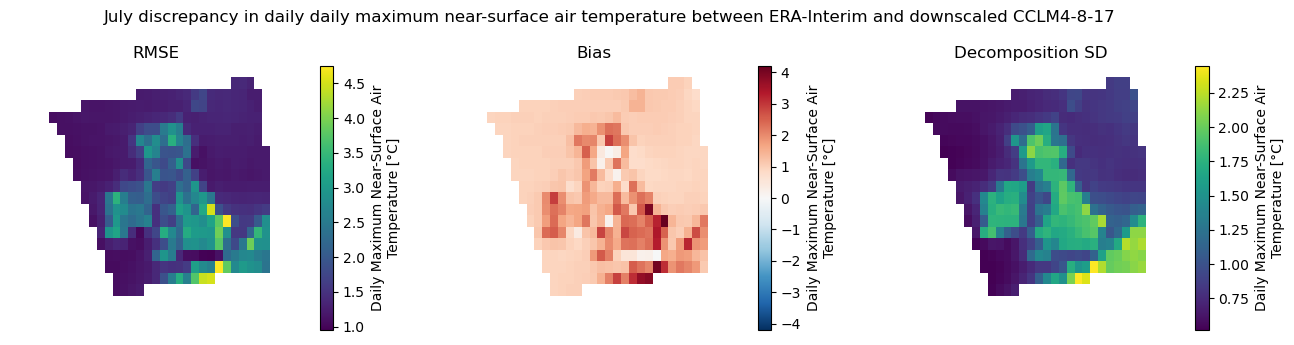 July discrepancy in daily daily maximum near-surface air temperature between ERA-Interim and downscaled CCLM4-8-17
RMSE
4.5
4.0
3.5
3.0
2.5
2.0
1.5
1.0
Daily Maximum Near-Surface Air
Temperature [°C]
Bias
4
3
2
1
0
−1
−2
−3
−4
Daily Maximum Near-Surface Air
Temperature [°C]
Decomposition SD
2.25
2.00
1.75
1.50
1.25
1.00
0.75
Daily Maximum Near-Surface Air
Temperature [°C]